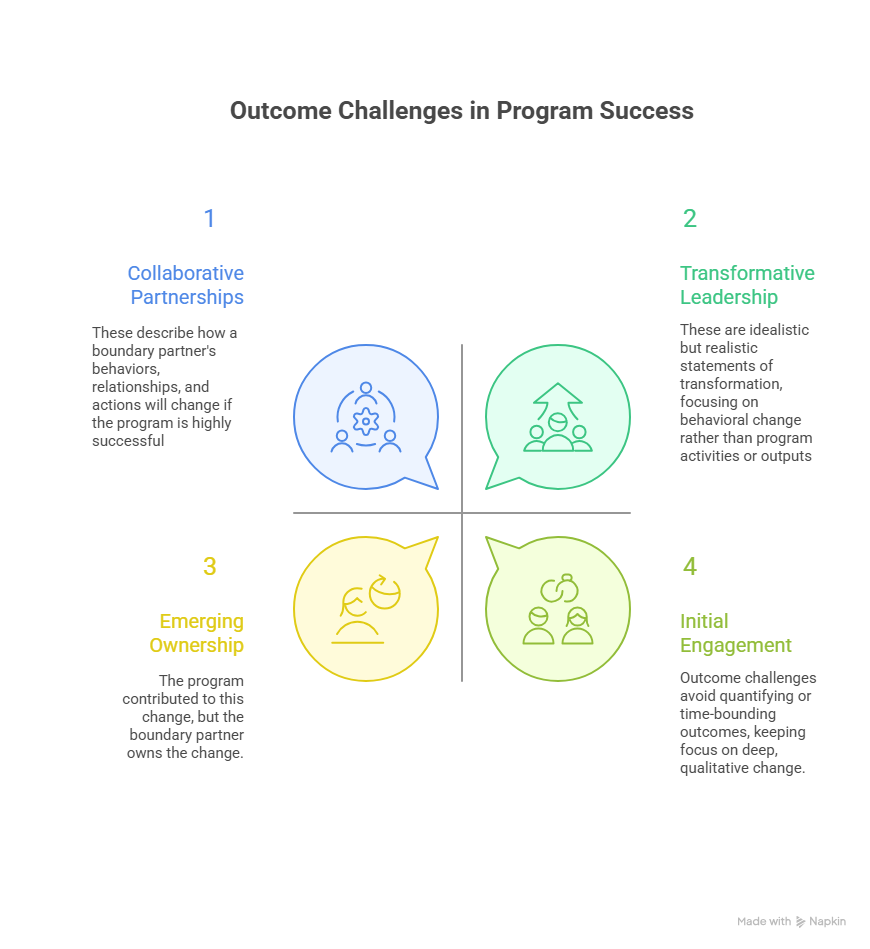 Outcome Challenges in Program Success
1
Collaborative
Partnerships
These describe how a
boundary partner's
behaviors,
relationships, and
actions will change if
the program is highly
successful
2
Transformative
Leadership
These are idealistic
but realistic
statements of
transformation,
focusing on
behavioral change
rather than program
activities or outputs
3
Emerging
Ownership
The program
contributed to this
change, but the
boundary partner
owns the change.
4
Initial
Engagement
Outcome challenges
avoid quantifying or
time-bounding
outcomes, keeping
focus on deep,
qualitative change.
Made with Napkin